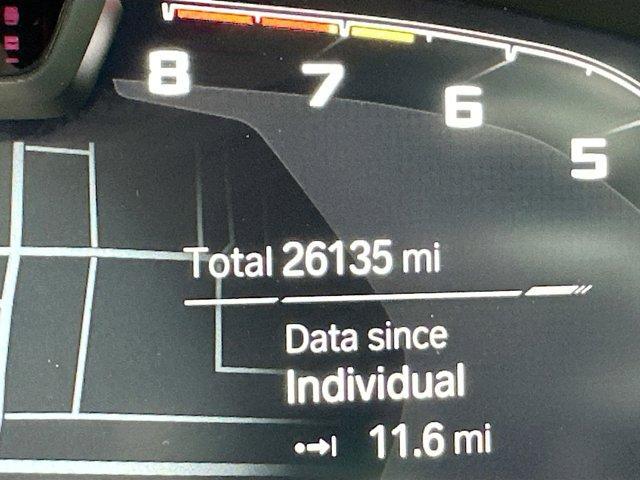 8 7 6 5
Total 26135 mi
Data since
Individual
11.6 mi